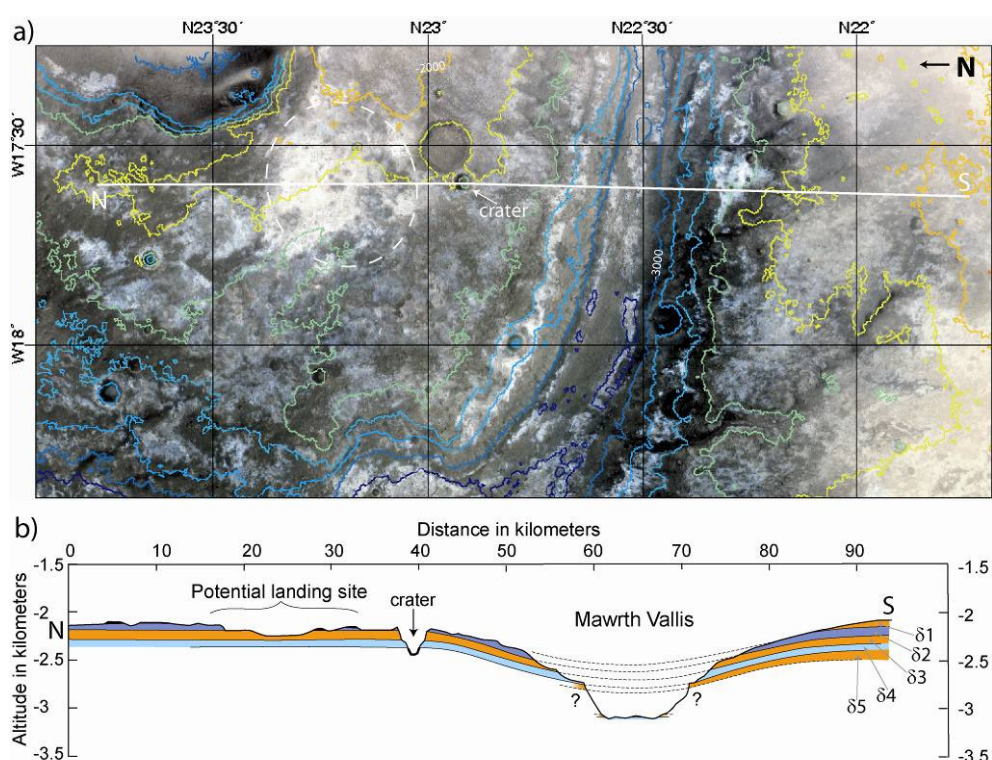 a)
N23°30´ N23° N22°30´ N22°
-2000
N
W17°30´
N S
crater
-3000
W18°
b)
Distance in kilometers
0 10 20 30 40 50 60 70 80 90
-1.5 -1.5
Potential landing site
crater
Mawrth Vallis
Altitude in kilometers
-2 N S -2
δ1
δ2
-2.5 -2.5
δ3
δ4
δ5
? ?
-3 -3
-3.5 -3.5